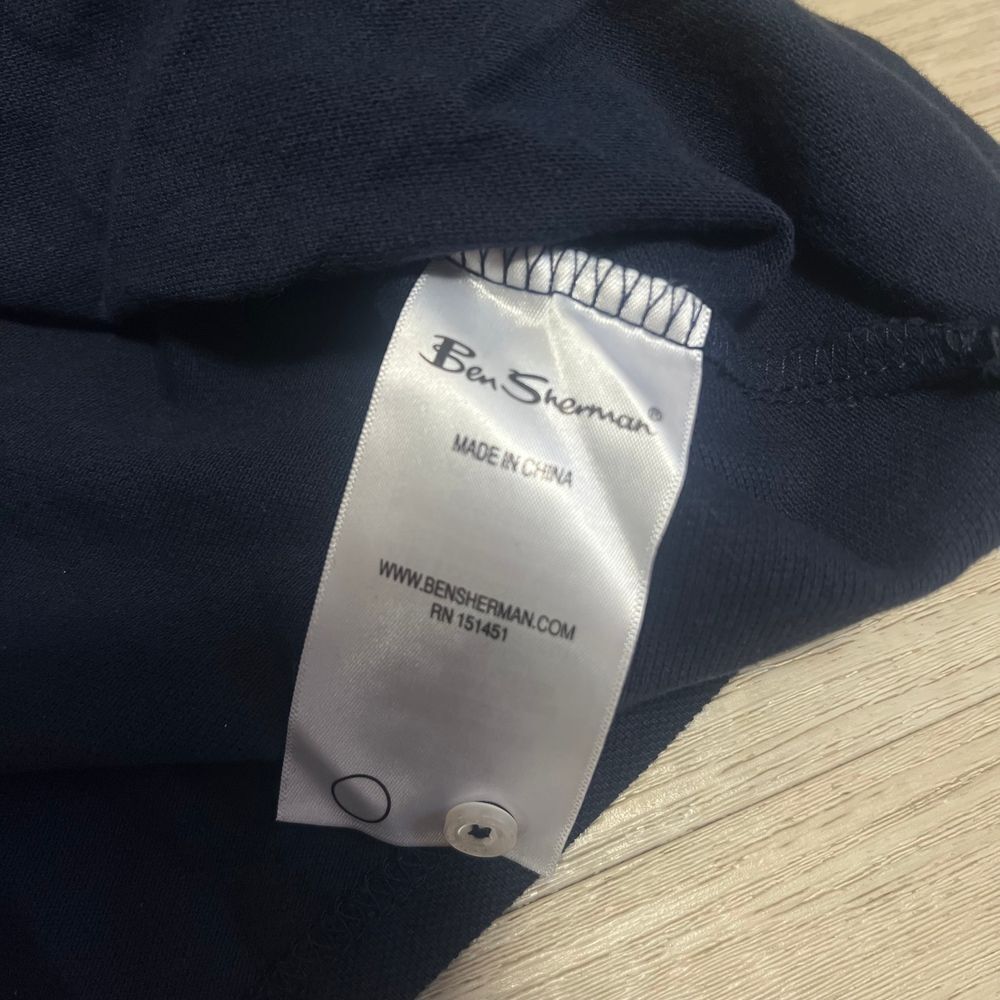 Ben Sherman®
MADE IN CHINA
WWW.BENSHERMAN.COM
RN 151451